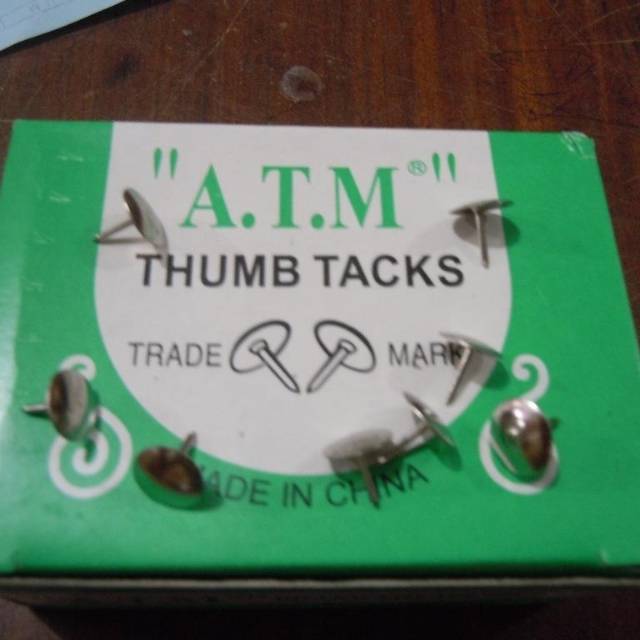 "A.T.M®"
THUMB TACKS
TRADE MARK
MADE IN CHINA